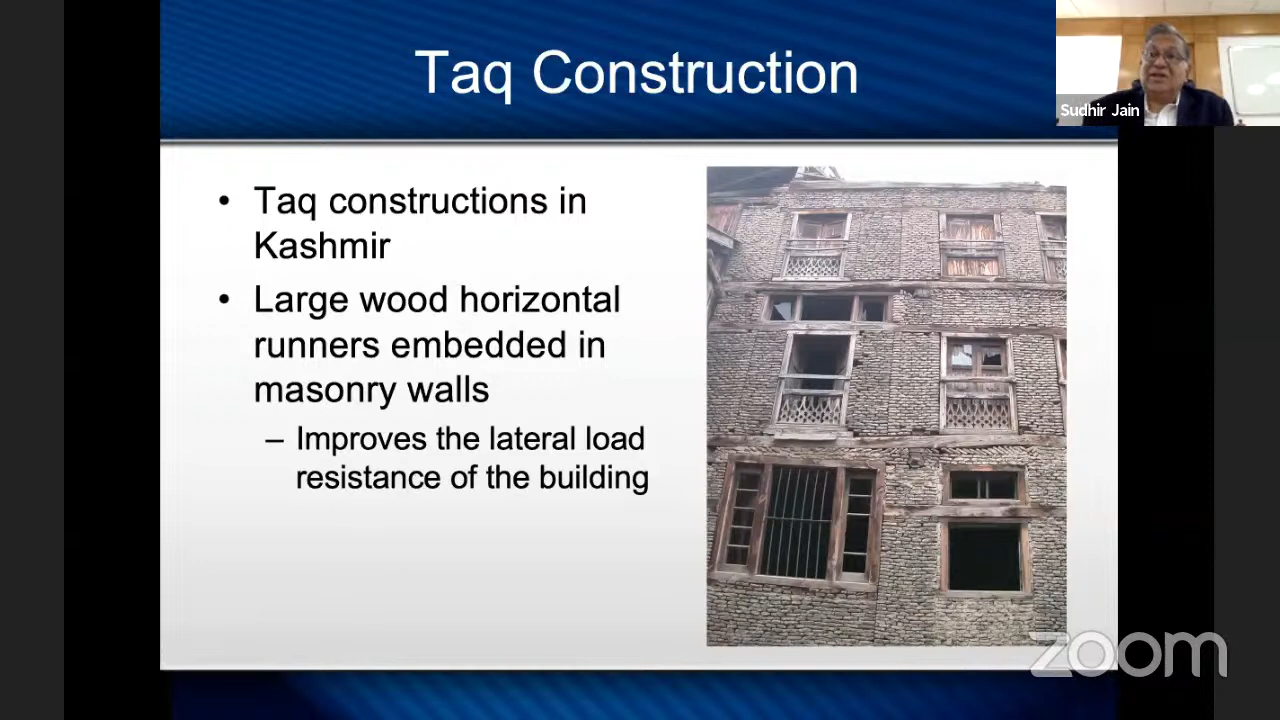 Taq Construction
Sudhir Jain
• Taq constructions in
Kashmir
• Large wood horizontal
runners embedded in
masonry walls
– Improves the lateral load
resistance of the building
zoom